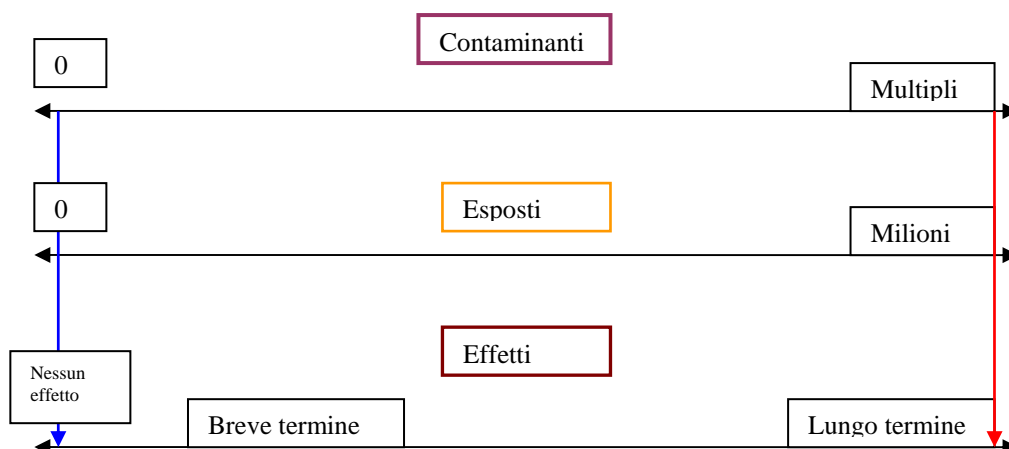 Contaminanti
0
Multipli
0
Esposti
Milioni
Effetti
Nessun
effetto
Breve termine
Lungo termine